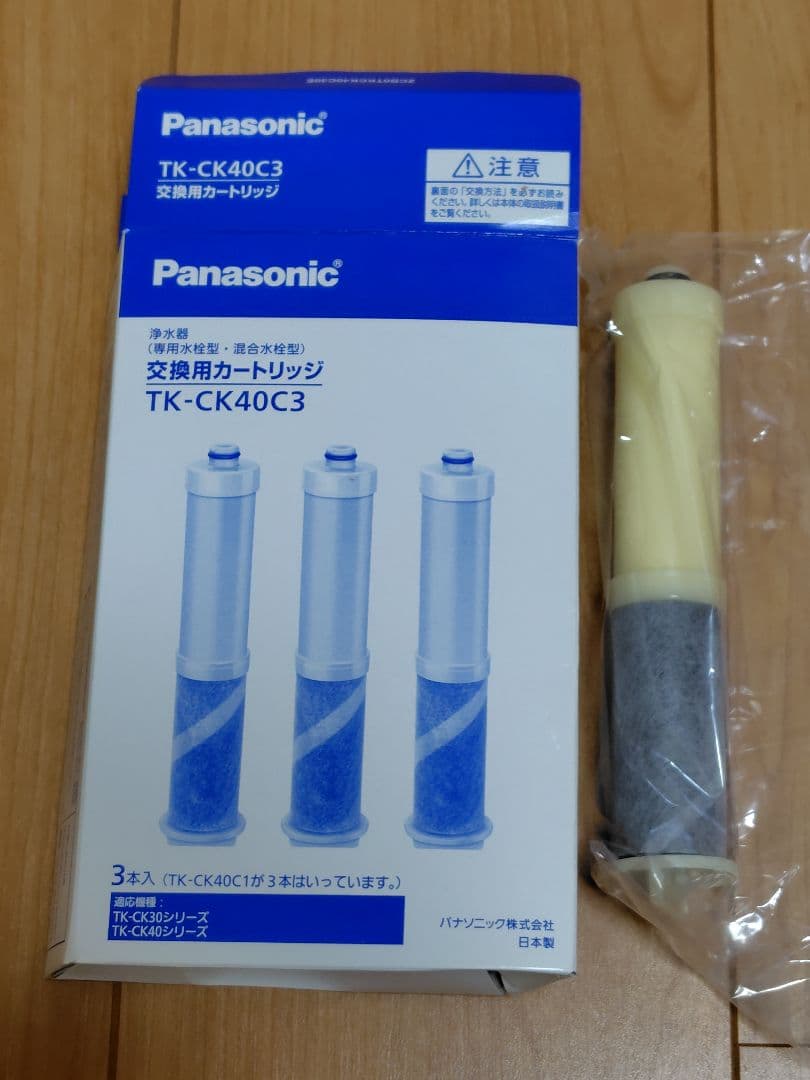 Panasonic®
TK-CK40C3
交換用カートリッジ
注意
裏面の「交換方法」を必ずお読み
ください。詳しくは本体の取扱説明書
をご覧ください。
Panasonic®
浄水器
（専用水栓型・混合水栓型）
交換用カートリッジ
TK-CK40C3
3本入（TK-CK40C1が3本はいっています。）
適応機種：
TK-CK30シリーズ
TK-CK40シリーズ
パナソニック株式会社
日本製